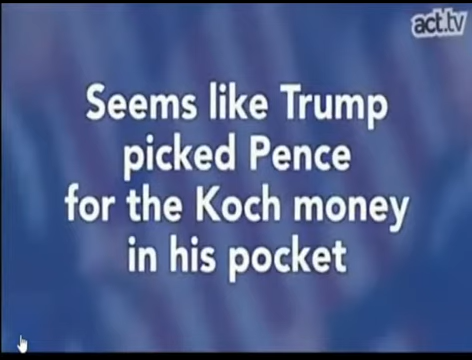 act.tv
Seems like Trump
picked Pence
for the Koch money
in his pocket